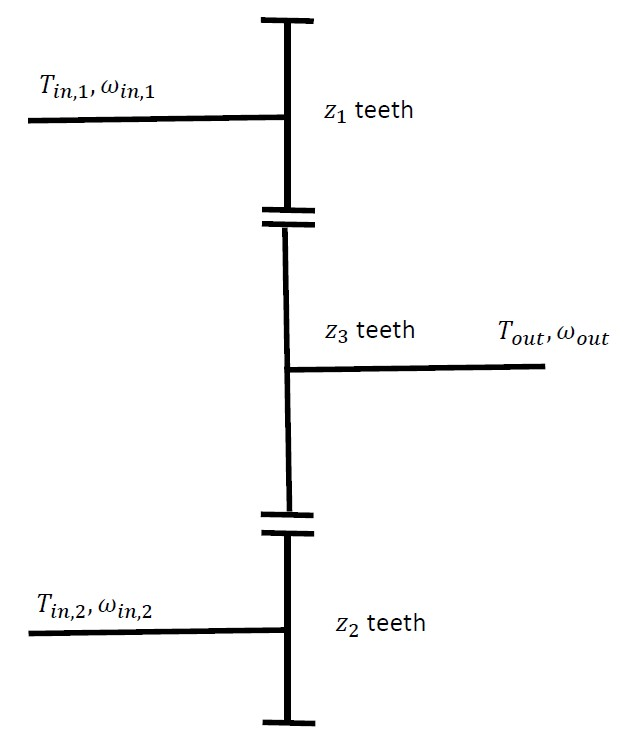 T_{in,1}, ω_{in,1}
z_1 teeth
z_3 teeth
T_{out}, ω_{out}
T_{in,2}, ω_{in,2}
z_2 teeth